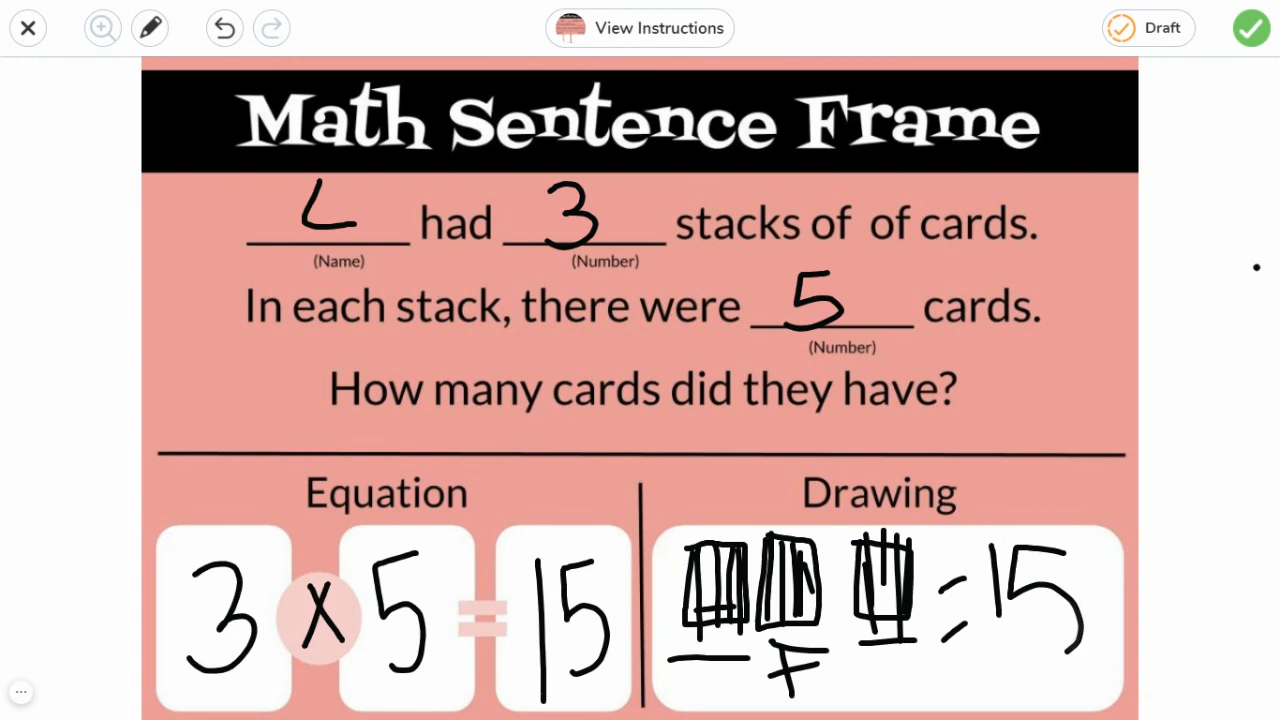 View Instructions
Draft
Math Sentence Frame
L had 3 stacks of of cards.
(Name) (Number)
In each stack, there were 5 cards.
(Number)
How many cards did they have?
Equation Drawing
3 x 5 = 15 = 15